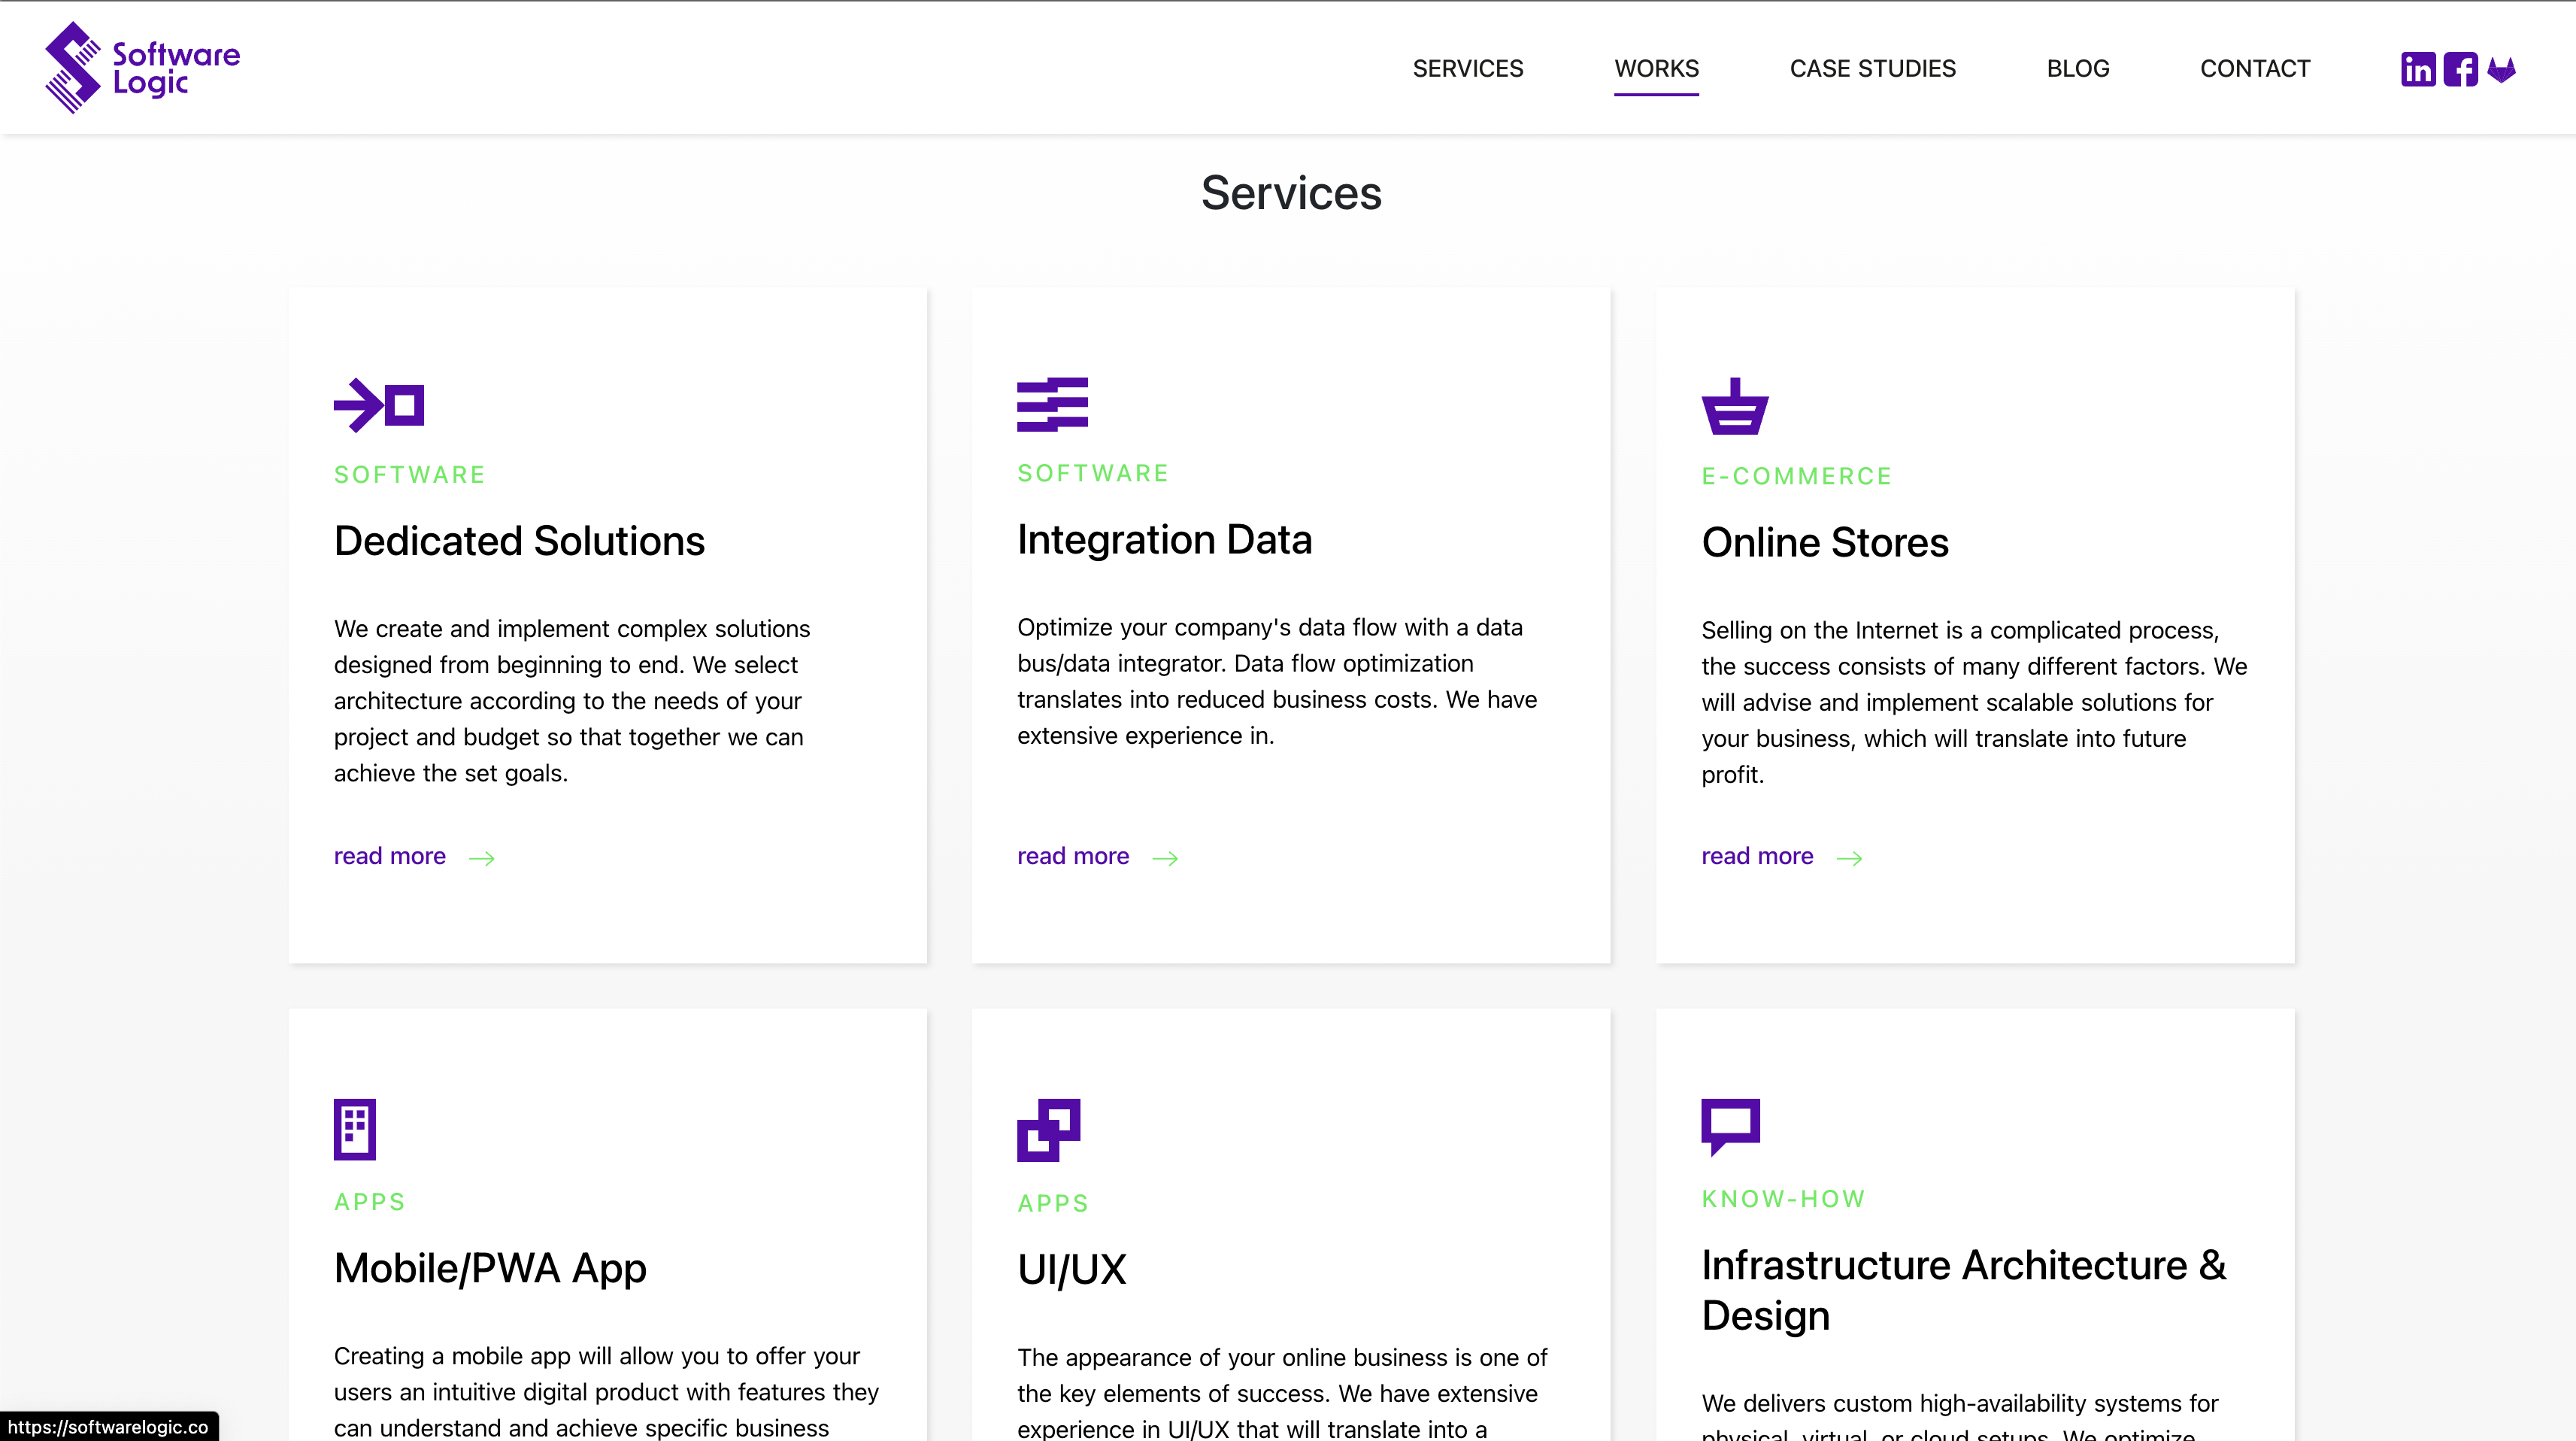 Software
Logic
SERVICES
WORKS
CASE STUDIES
BLOG
CONTACT
in f
Services
SOFTWARE
Dedicated Solutions
We create and implement complex solutions
designed from beginning to end. We select
architecture according to the needs of your
project and budget so that together we can
achieve the set goals.
read more
SOFTWARE
Integration Data
Optimize your company's data flow with a data
bus/data integrator. Data flow optimization
translates into reduced business costs. We have
extensive experience in.
read more
E-COMMERCE
Online Stores
Selling on the Internet is a complicated process,
the success consists of many different factors. We
will advise and implement scalable solutions for
your business, which will translate into future
profit.
read more
APPS
Mobile/PWA App
Creating a mobile app will allow you to offer your
users an intuitive digital product with features they
can understand and achieve specific business
APPS
UI/UX
The appearance of your online business is one of
the key elements of success. We have extensive
experience in UI/UX that will translate into a
KNOW-HOW
Infrastructure Architecture &
Design
We delivers custom high-availability systems for
physical, virtual, or cloud setups. We optimize
https://softwarelogic.co